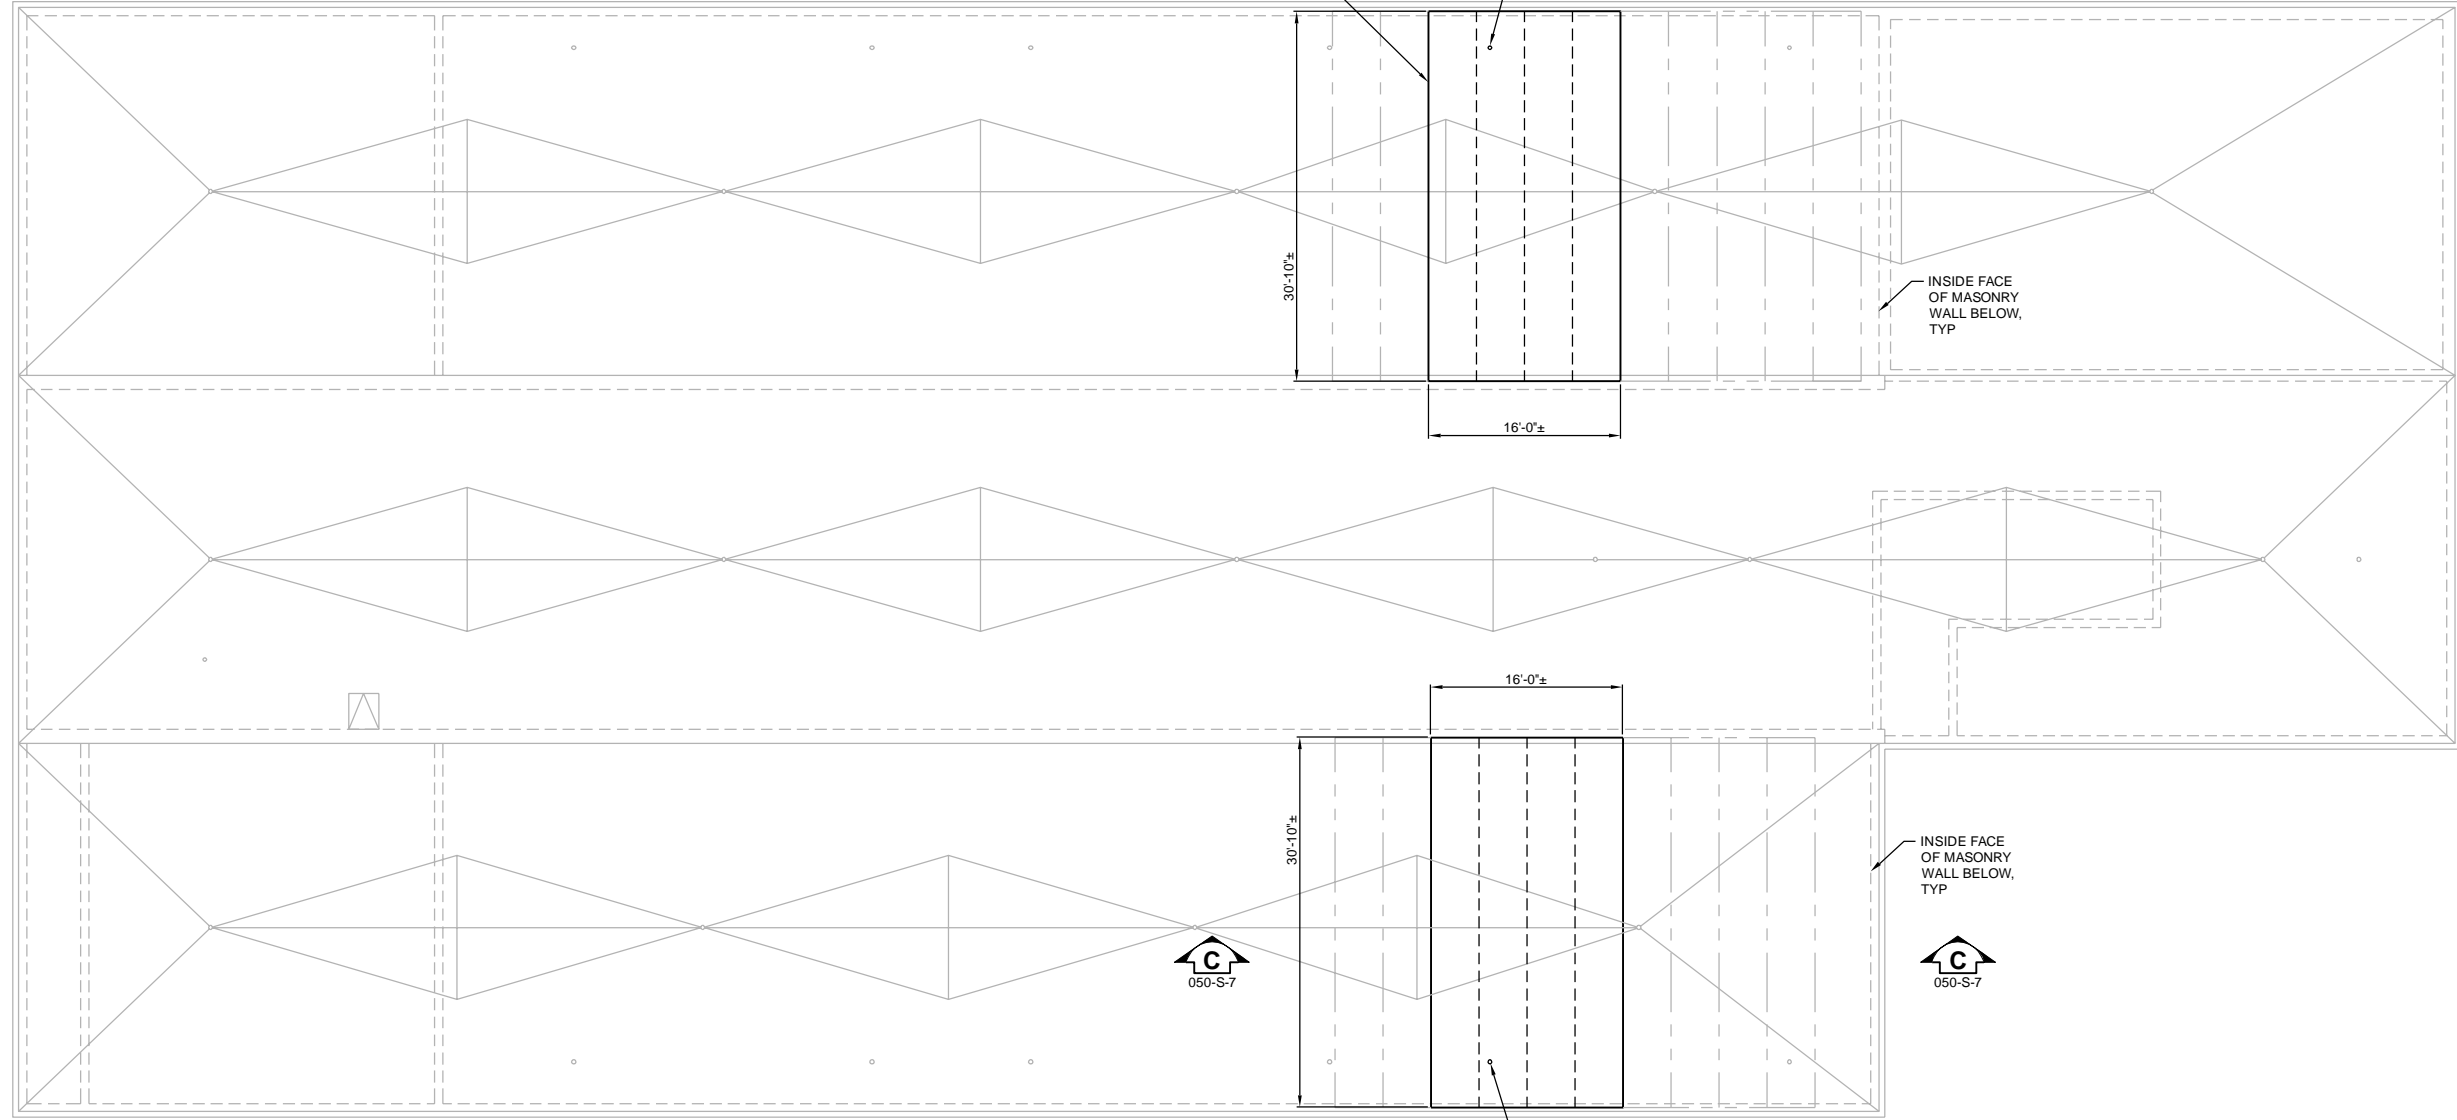 30'-10"±
INSIDE FACE
OF MASONRY
WALL BELOW,
TYP
16'-0"±
16'-0"±
30'-10"±
INSIDE FACE
OF MASONRY
WALL BELOW,
TYP
C
050-S-7
C
050-S-7